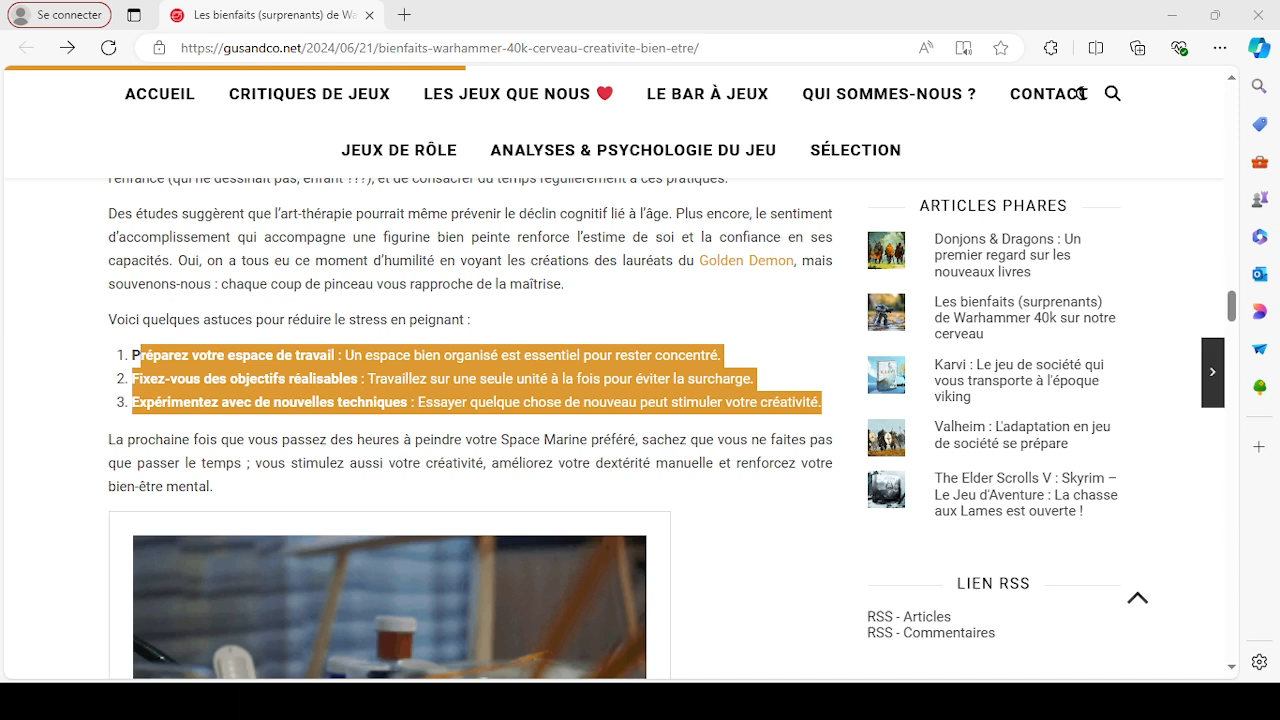 Se connecter
Les bienfaits (surprenants) de Wa
https://gusandco.net/2024/06/21/bienfaits-warhammer-40k-cerveau-creativite-bien-etre/
ACCUEIL CRITIQUES DE JEUX LES JEUX QUE NOUS ❤ LE BAR À JEUX QUI SOMMES-NOUS ? CONTACT
JEUX DE RÔLE ANALYSES & PSYCHOLOGIE DU JEU SÉLECTION
l'enfance (qui ne dessinait pas, enfant ???), et de consacrer du temps régulièrement à ces pratiques.
Des études suggèrent que l'art-thérapie pourrait même prévenir le déclin cognitif lié à l'âge. Plus encore, le sentiment
d'accomplissement qui accompagne une figurine bien peinte renforce l'estime de soi et la confiance en ses
capacités. Oui, on a tous eu ce moment d'humilité en voyant les créations des lauréats du Golden Demon, mais
souvenons-nous : chaque coup de pinceau vous rapproche de la maîtrise.
Voici quelques astuces pour réduire le stress en peignant :
1. Préparez votre espace de travail : Un espace bien organisé est essentiel pour rester concentré.
2. Fixez-vous des objectifs réalisables : Travaillez sur une seule unité à la fois pour éviter la surcharge.
3. Expérimentez avec de nouvelles techniques : Essayer quelque chose de nouveau peut stimuler votre créativité.
La prochaine fois que vous passez des heures à peindre votre Space Marine préféré, sachez que vous ne faites pas
que passer le temps ; vous stimulez aussi votre créativité, améliorez votre dextérité manuelle et renforcez votre
bien-être mental.
ARTICLES PHARES
Donjons & Dragons : Un
premier regard sur les
nouveaux livres
Les bienfaits (surprenants)
de Warhammer 40k sur notre
cerveau
Karvi : Le jeu de société qui
vous transporte à l'époque
viking
Valheim : L'adaptation en jeu
de société se prépare
The Elder Scrolls V : Skyrim –
Le Jeu d'Aventure : La chasse
aux Lames est ouverte !
LIEN RSS
RSS - Articles
RSS - Commentaires